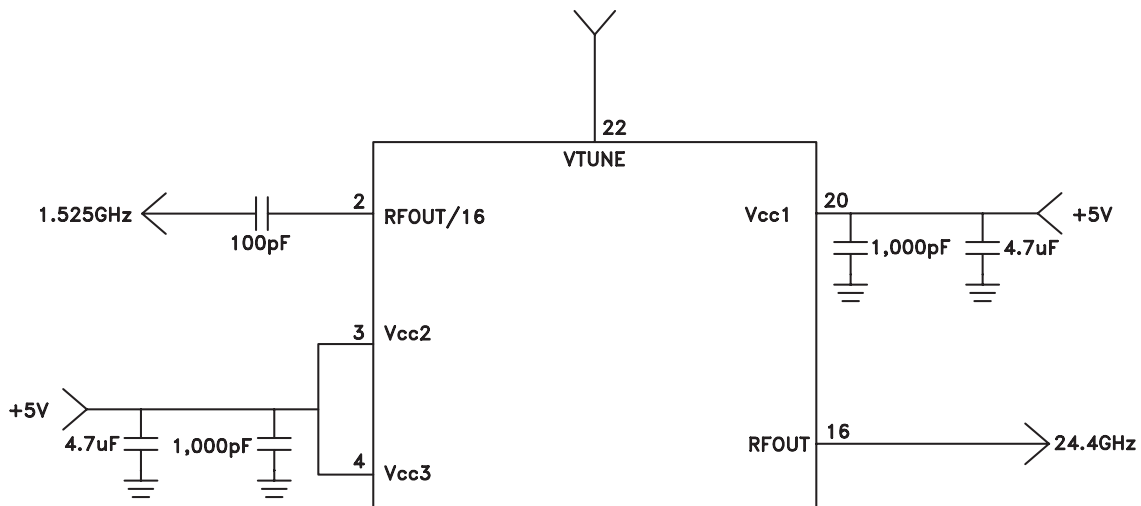 22
VTUNE
1.525GHz
100pF
2
RFOUT/16
Vcc1
20
+5V
1,000pF
4.7uF
3
Vcc2
+5V
4.7uF
1,000pF
4
Vcc3
RFOUT
16
24.4GHz